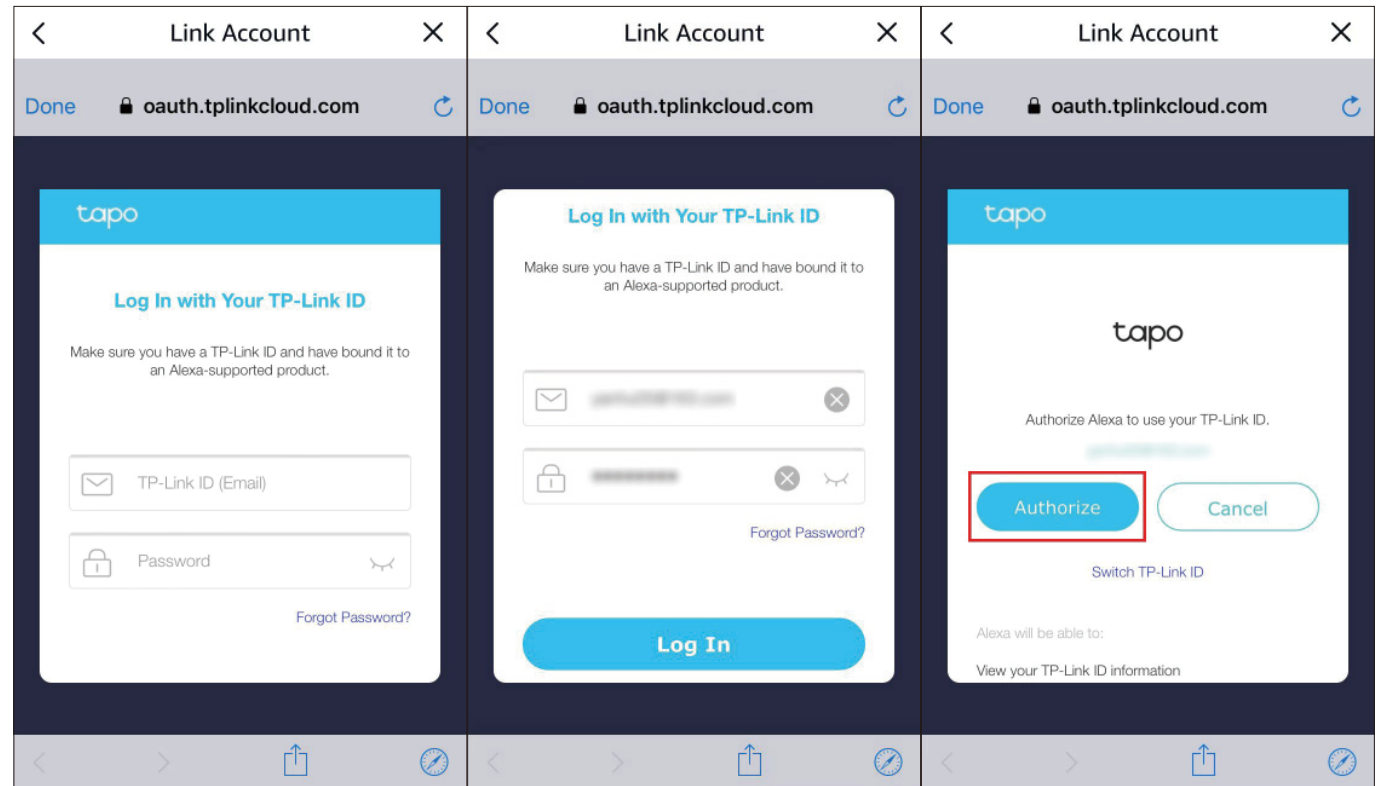 Link Account
Done
oauth.tplinkcloud.com
tapo
Log In with Your TP-Link ID
Make sure you have a TP-Link ID and have bound it to
an Alexa-supported product.
TP-Link ID (Email)
Password
Forgot Password?
Link Account
Done
oauth.tplinkcloud.com
Log In with Your TP-Link ID
Make sure you have a TP-Link ID and have bound it to
an Alexa-supported product.
Forgot Password?
Log In
Link Account
Done
oauth.tplinkcloud.com
tapo
tapo
Authorize Alexa to use your TP-Link ID.
Authorize
Cancel
Switch TP-Link ID
Alexa will be able to:
View your TP-Link ID information